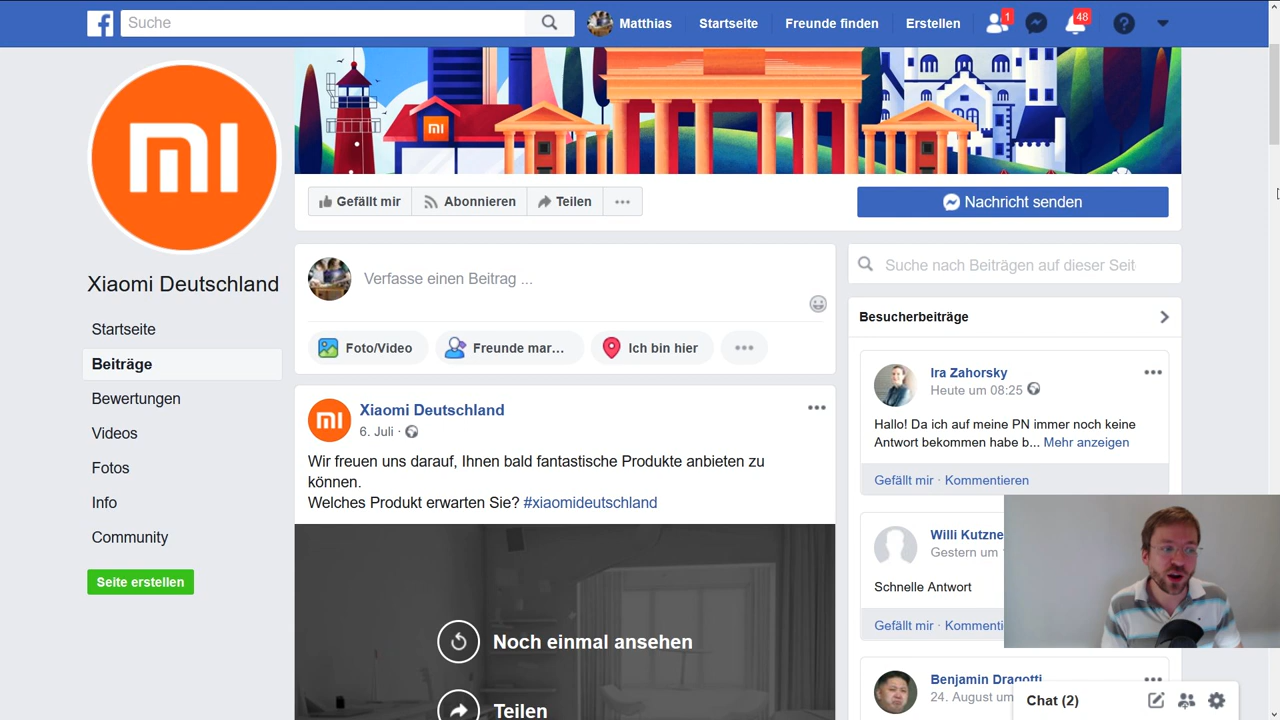 Suche
Matthias
Startseite
Freunde finden
Erstellen
1
48
Xiaomi Deutschland
Startseite
Beiträge
Bewertungen
Videos
Fotos
Info
Community
Seite erstellen
Gefällt mir
Abonnieren
Teilen
Nachricht senden
Verfasse einen Beitrag ...
Foto/Video
Freunde mar...
Ich bin hier
Xiaomi Deutschland
6. Juli ·
Wir freuen uns darauf, Ihnen bald fantastische Produkte anbieten zu
können.
Welches Produkt erwarten Sie? #xiaomideutschland
Noch einmal ansehen
Teilen
Suche nach Beiträgen auf dieser Seit
Besucherbeiträge
Ira Zahorsky
Heute um 08:25
Hallo! Da ich auf meine PN immer noch keine
Antwort bekommen habe b... Mehr anzeigen
Gefällt mir · Kommentieren
Willi Kutzne
Gestern um
Schnelle Antwort
Gefällt mir · Kommenti
Benjamin Dragotti
24. August um
Chat (2)